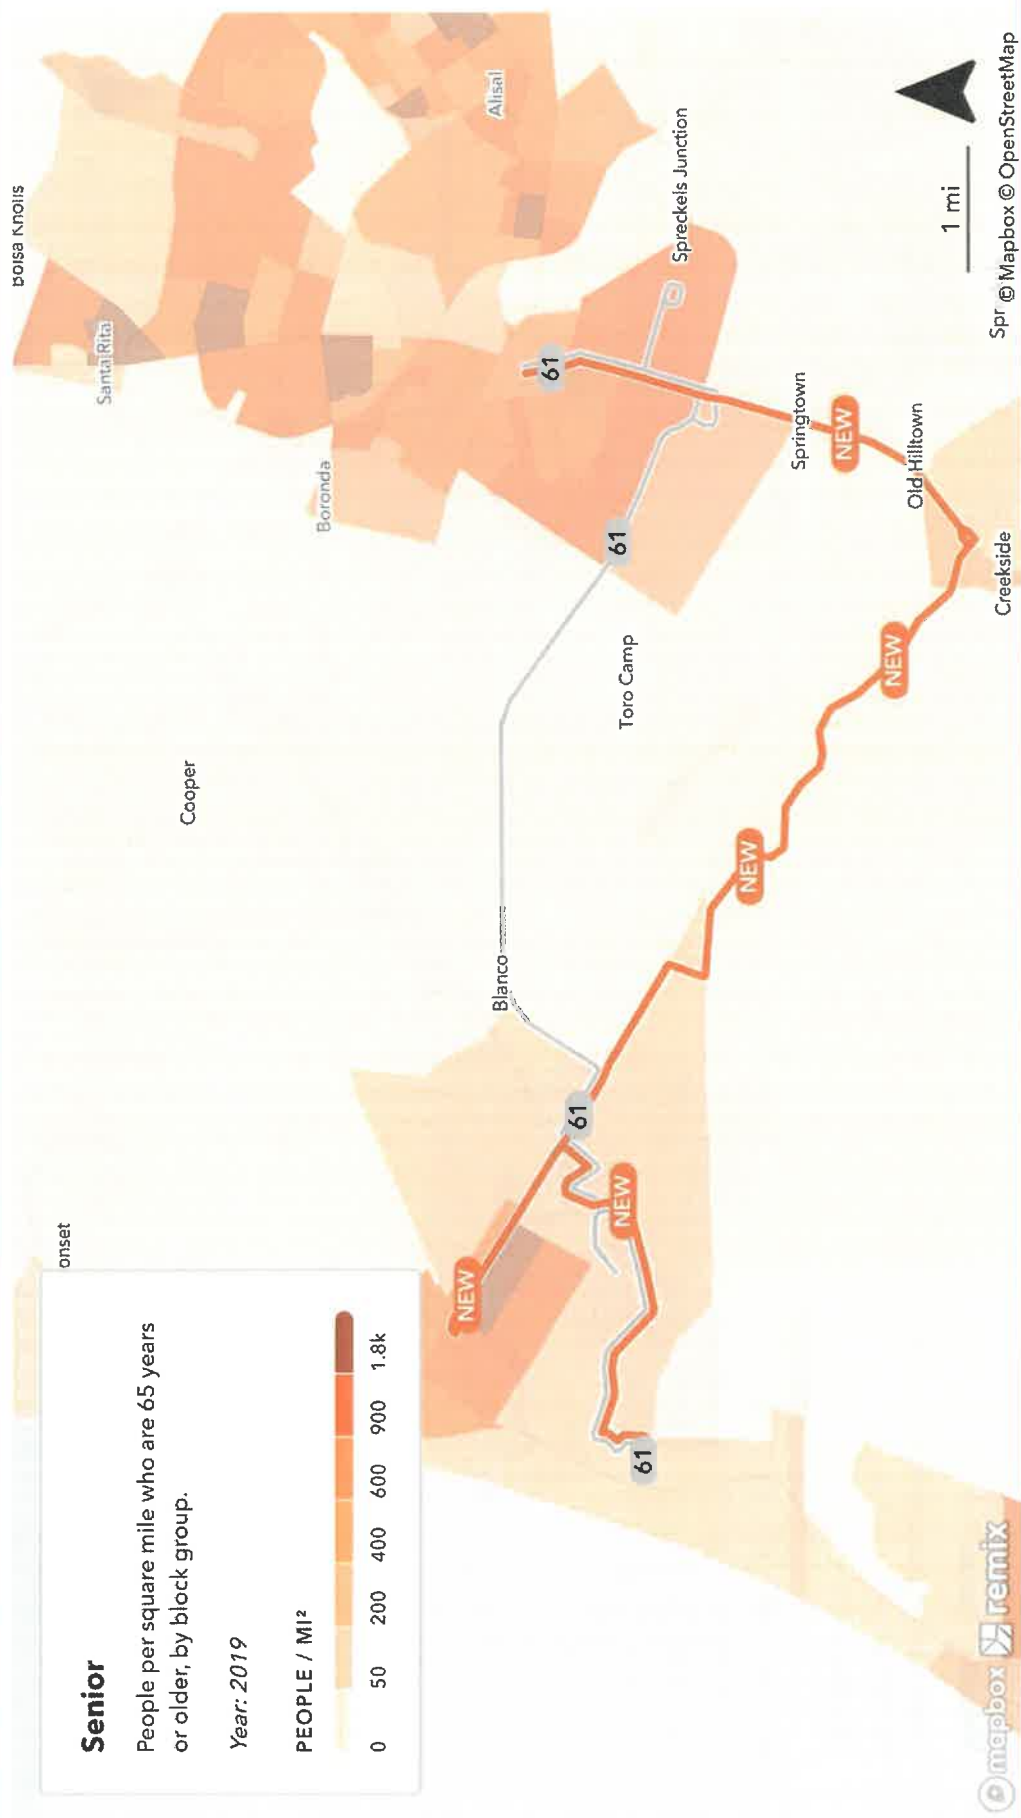 Senior
People per square mile who are 65 years
or older, by block group.
Year: 2019
PEOPLE / MI²
0 50 200 400 600 900 1.8k
onset
Cooper
Boronda
Santa Rita
Bolsa Knolls
Alisal
Blanco
Toro Camp
Spreckels Junction
Springtown
Old Hilltown
Creekside
61
61
61
61
NEW
NEW
NEW
NEW
NEW
1 mi
Spr
© Mapbox © OpenStreetMap
mapbox remix